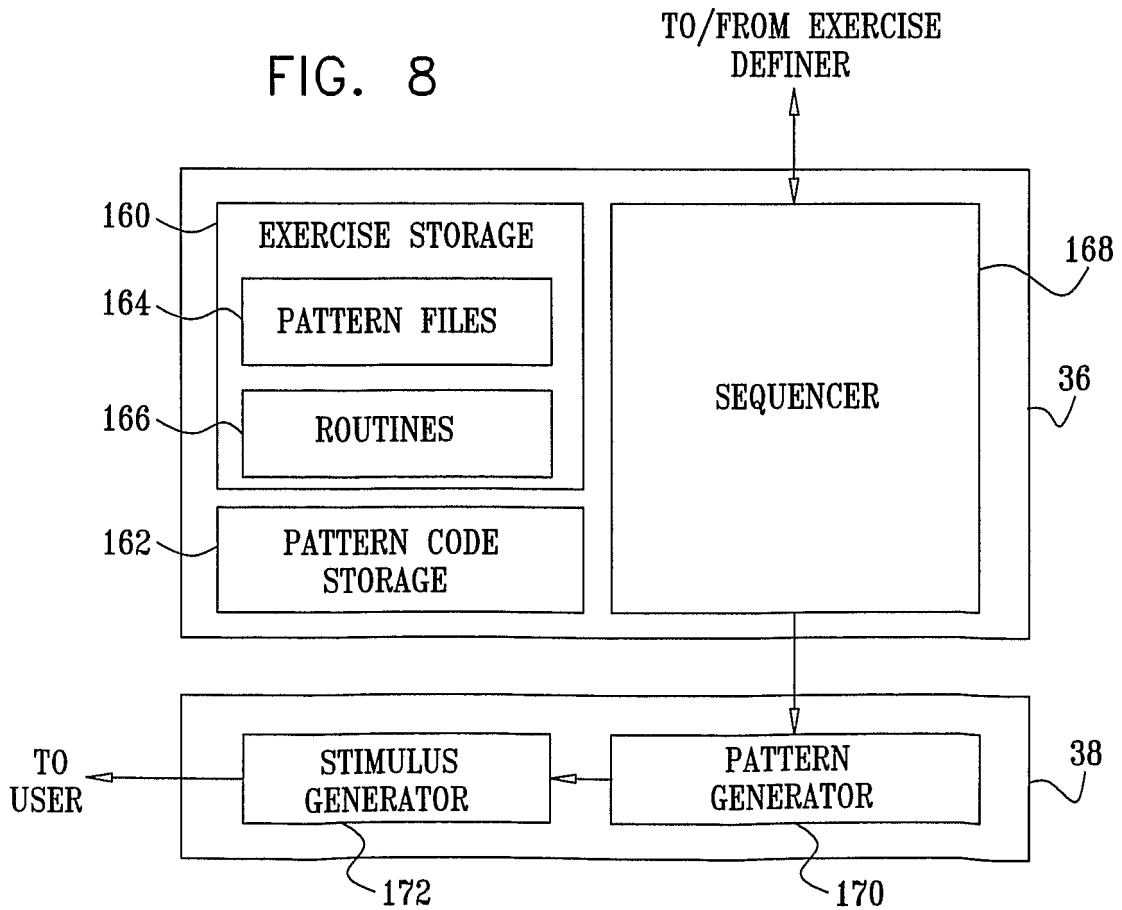 FIG. 8
TO/FROM EXERCISE
DEFINER
160
EXERCISE STORAGE
164
PATTERN FILES
166
ROUTINES
162
PATTERN CODE
STORAGE
SEQUENCER
168
36
TO
USER
STIMULUS
GENERATOR
PATTERN
GENERATOR
38
172
170